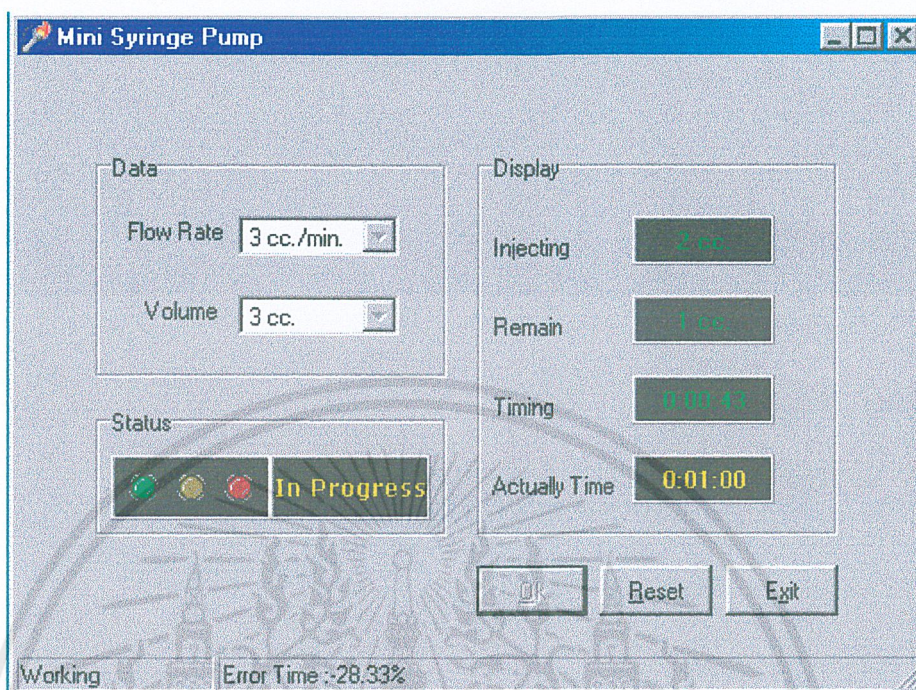 Mini Syringe Pump
Data
Flow Rate 3 cc./min.
Volume 3 cc.
Status
In Progress
Display
Injecting 2 cc
Remain 1 cc
Timing 0:00:43
Actually Time 0:01:00
Ok Reset Exit
Working Error Time :-28.33%